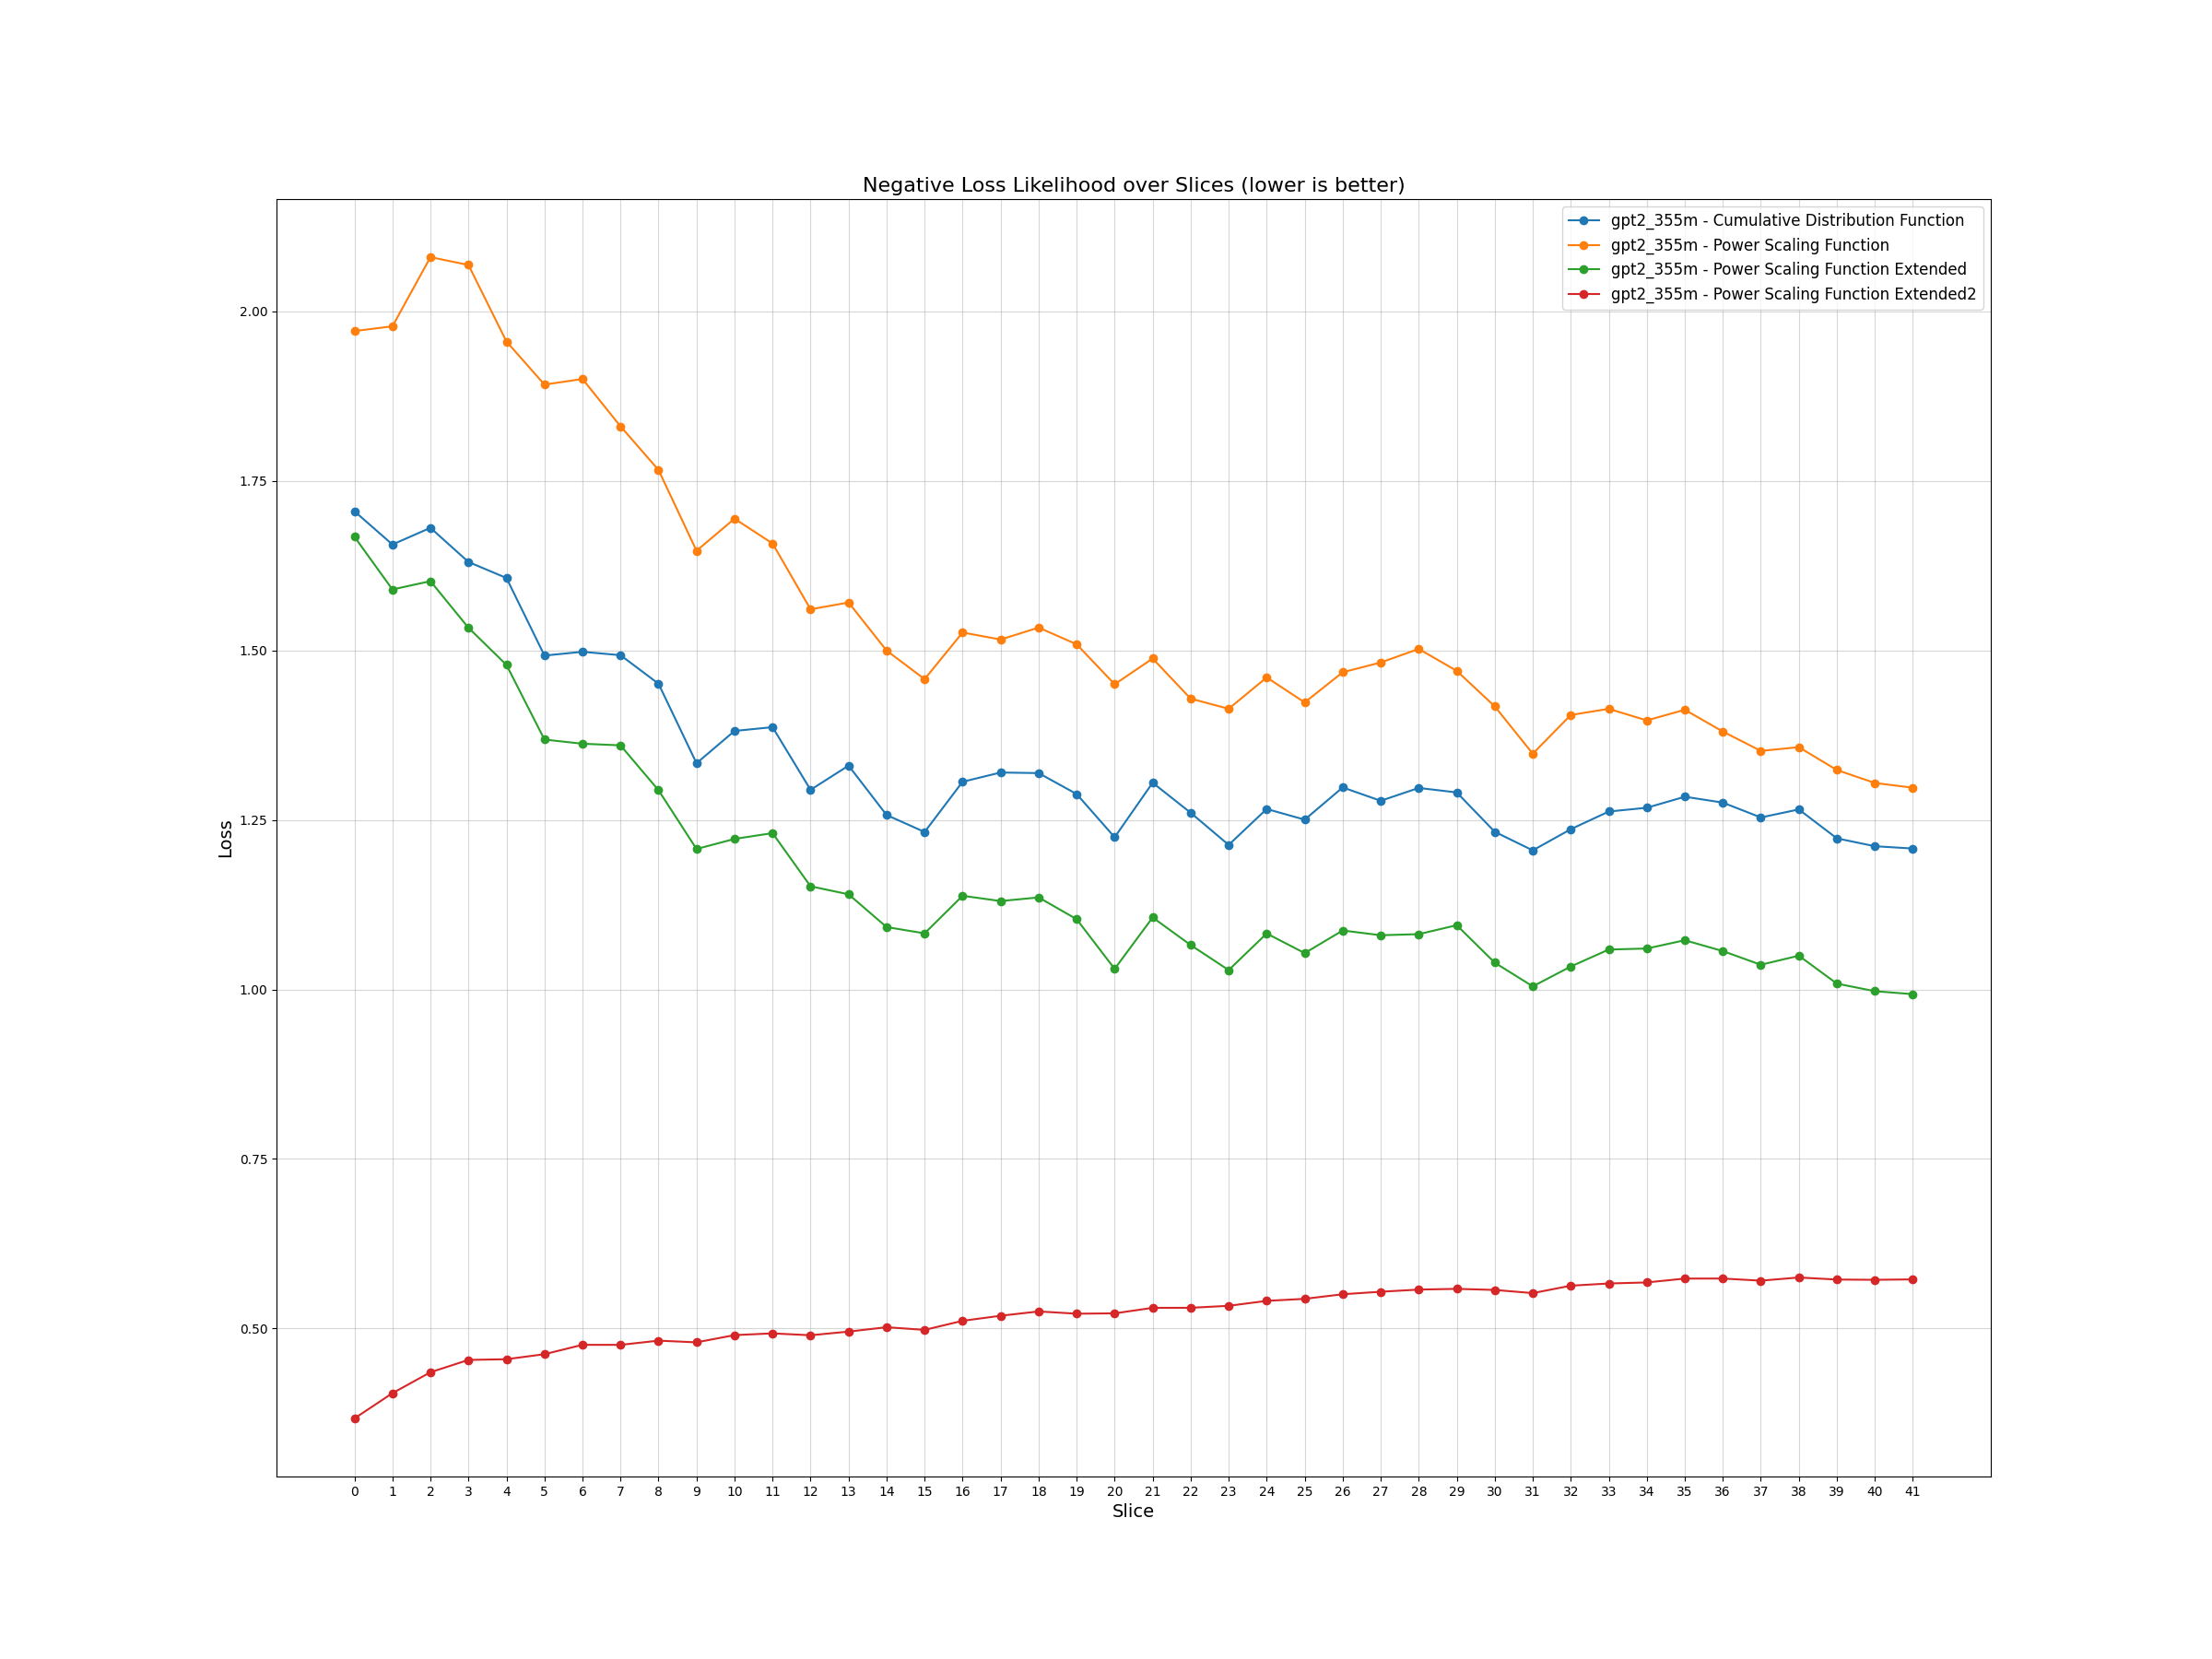 Negative Loss Likelihood over Slices (lower is better)
gpt2_355m - Cumulative Distribution Function
gpt2_355m - Power Scaling Function
gpt2_355m - Power Scaling Function Extended
gpt2_355m - Power Scaling Function Extended2
2.00
1.75
1.50
1.25
1.00
0.75
0.50
Loss
0 1 2 3 4 5 6 7 8 9 10 11 12 13 14 15 16 17 18 19 20 21 22 23 24 25 26 27 28 29 30 31 32 33 34 35 36 37 38 39 40 41
Slice